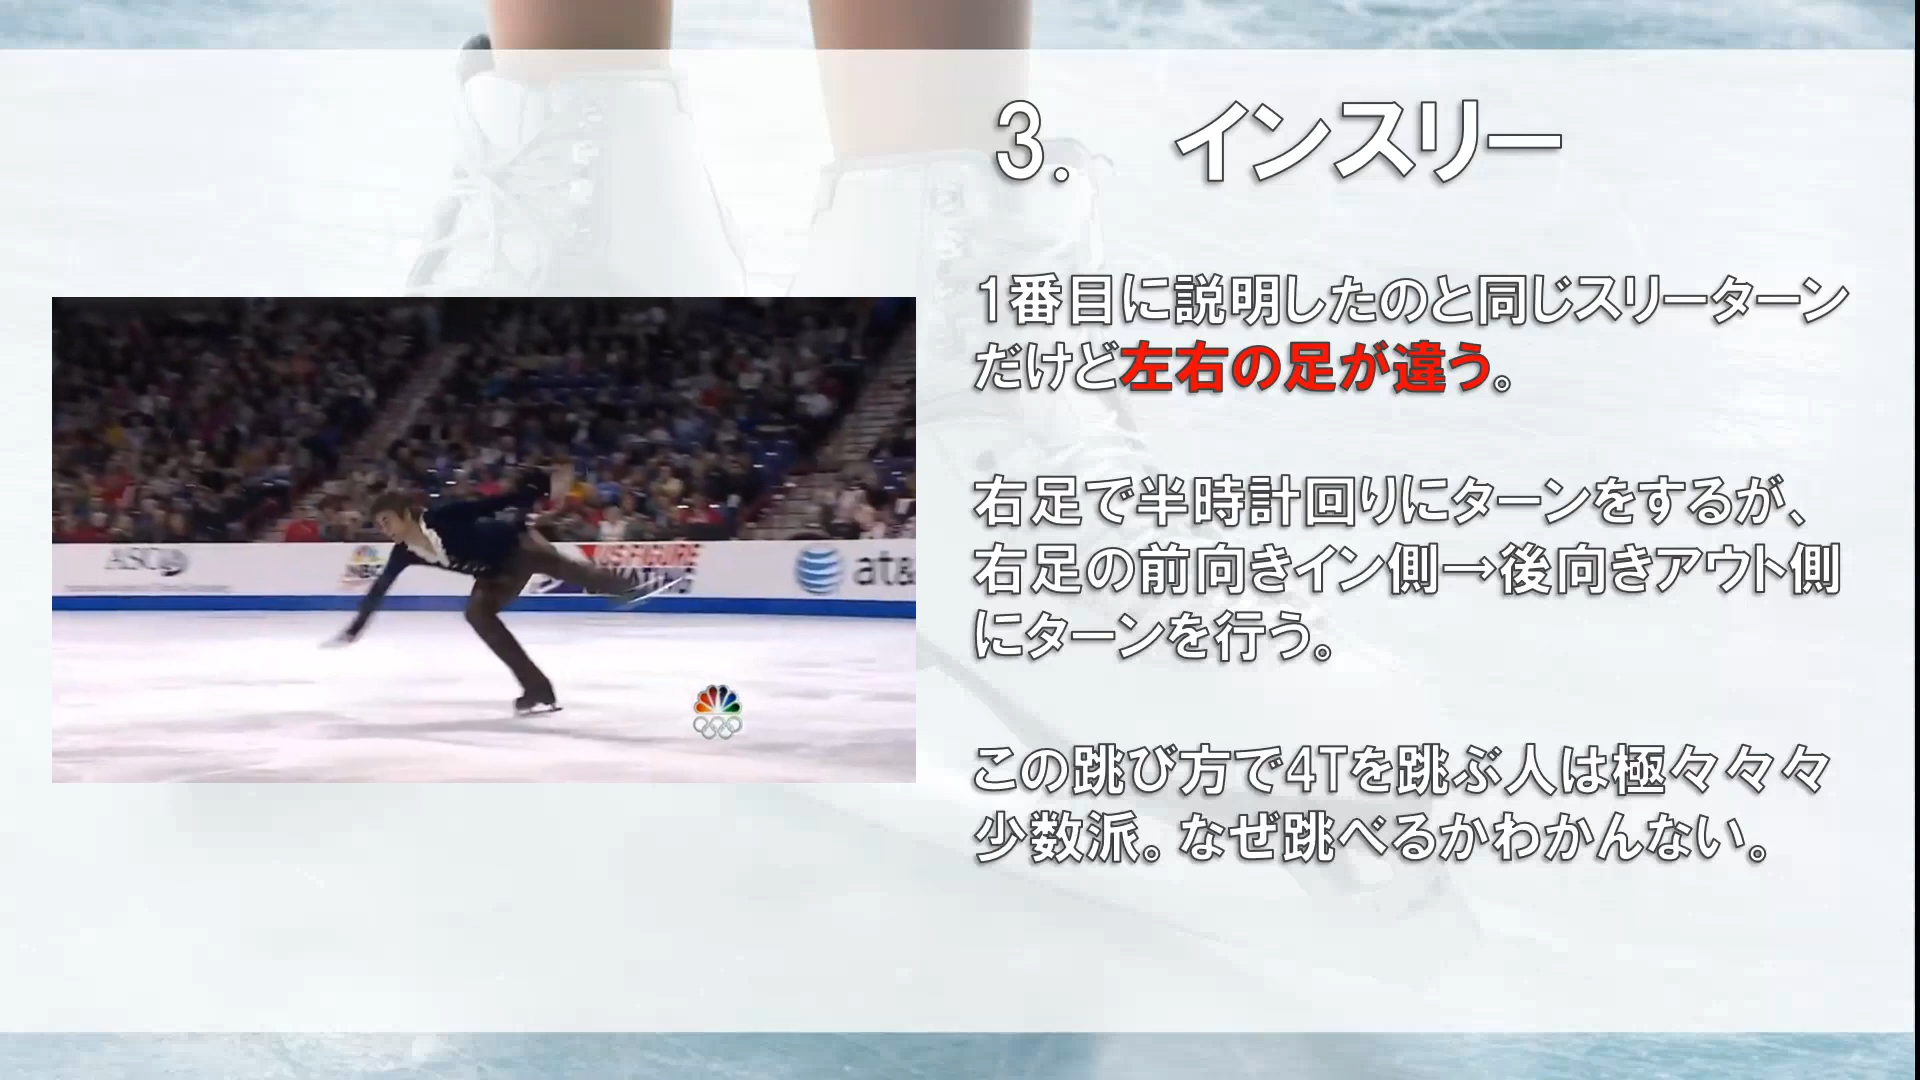 3. インスリー
1番目に説明したのと同じスリーターン
だけど左右の足が違う。
右足で半時計回りにターンをするが、
右足の前向きイン側→後向きアウト側
にターンを行う。
この跳び方で4Tを跳ぶ人は極々々々
少数派。なぜ跳べるかわかんない。
NBC
US FIGURE
SKATING
at&